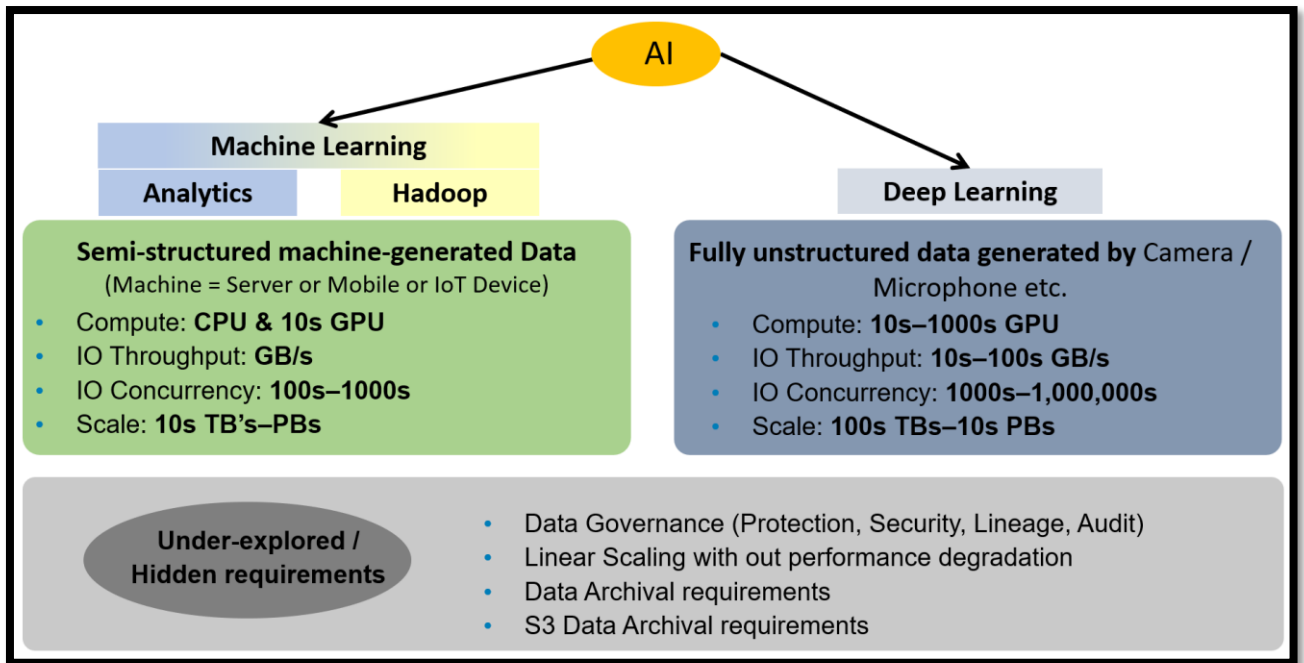 AI
Machine Learning
Analytics
Hadoop
Semi-structured machine-generated Data
(Machine = Server or Mobile or IoT Device)
• Compute: CPU & 10s GPU
• IO Throughput: GB/s
• IO Concurrency: 100s–1000s
• Scale: 10s TB's–PBs
Deep Learning
Fully unstructured data generated by Camera /
Microphone etc.
• Compute: 10s–1000s GPU
• IO Throughput: 10s–100s GB/s
• IO Concurrency: 1000s–1,000,000s
• Scale: 100s TBs–10s PBs
Under-explored /
Hidden requirements
• Data Governance (Protection, Security, Lineage, Audit)
• Linear Scaling with out performance degradation
• Data Archival requirements
• S3 Data Archival requirements